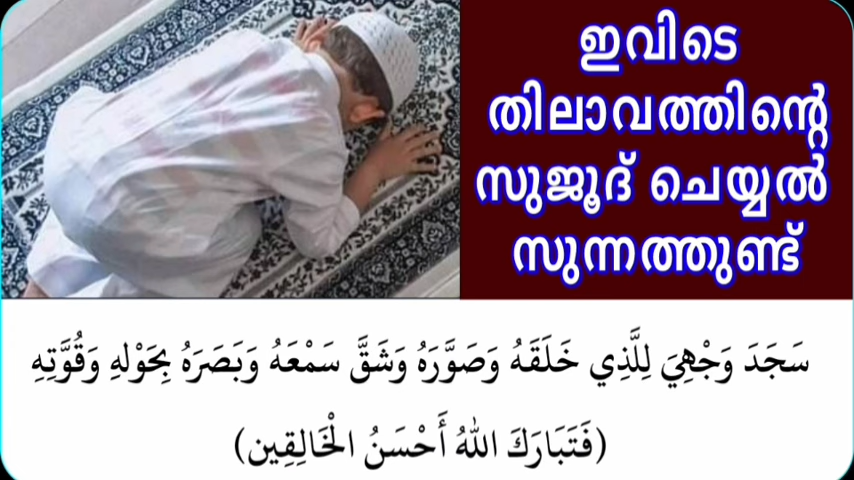 ഇവിടെ
തിലാവത്തിന്റെ
സുജൂദ് ചെയ്യൽ
സുന്നത്തുണ്ട്
سَجَدَ وَجْهِيَ لِلَّذِي خَلَقَهُ وَصَوَّرَهُ وَشَقَّ سَمْعَهُ وَبَصَرَهُ بِحَوْلِهِ وَقُوَّتِهِ
(فَتَبَارَكَ اللهُ أَحْسَنُ الْخَالِقِين)